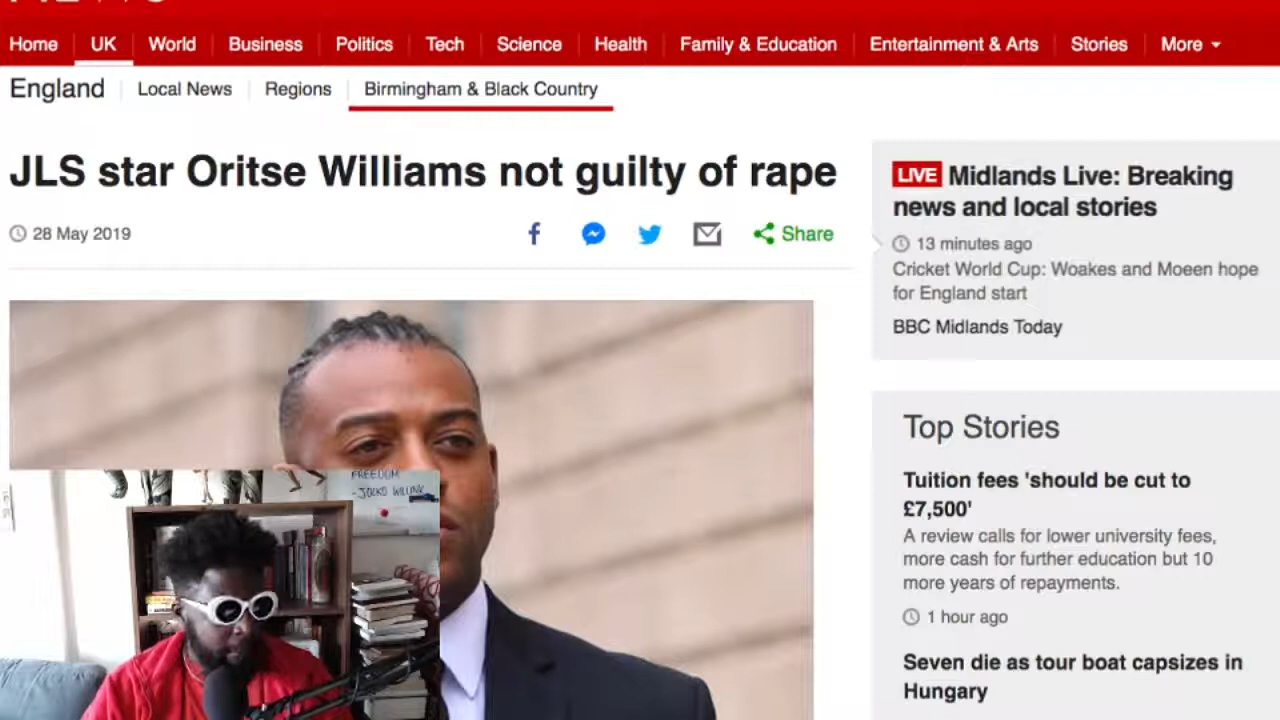 Home UK World Business Politics Tech Science Health Family & Education Entertainment & Arts Stories More
England Local News Regions Birmingham & Black Country
JLS star Oritse Williams not guilty of rape
28 May 2019
Share
LIVE Midlands Live: Breaking
news and local stories
13 minutes ago
Cricket World Cup: Woakes and Moeen hope
for England start
BBC Midlands Today
Top Stories
Tuition fees 'should be cut to
£7,500'
A review calls for lower university fees,
more cash for further education but 10
more years of repayments.
1 hour ago
Seven die as tour boat capsizes in
Hungary
FREEDOM
-JOCKO WILLINK